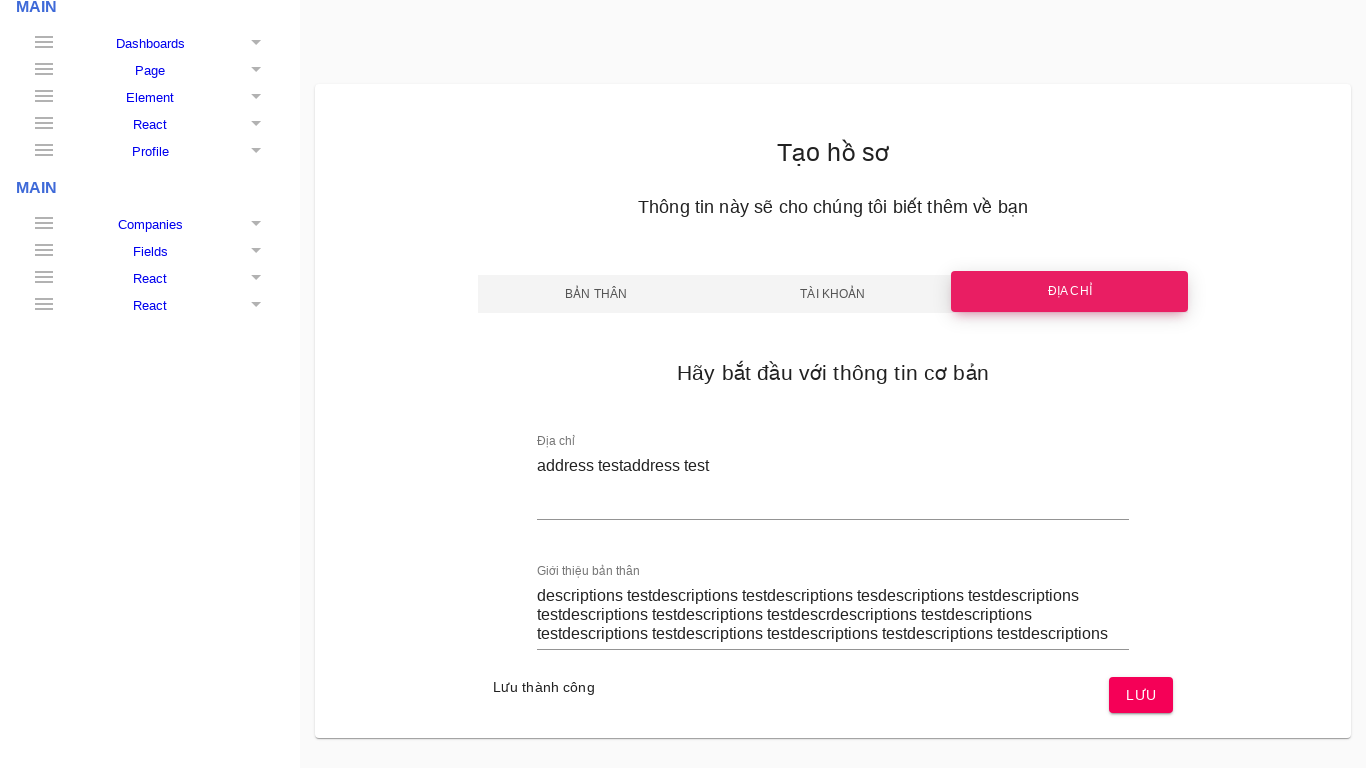 MAIN
Dashboards
Page
Element
React
Profile
MAIN
Companies
Fields
React
React
Tạo hồ sơ
Thông tin này sẽ cho chúng tôi biết thêm về bạn
BẢN THÂN
TÀI KHOẢN
ĐỊA CHỈ
Hãy bắt đầu với thông tin cơ bản
Địa chỉ
address testaddress test
Giới thiệu bản thân
descriptions testdescriptions testdescriptions tesdescriptions testdescriptions
testdescriptions testdescriptions testdescrdescriptions testdescriptions
testdescriptions testdescriptions testdescriptions testdescriptions testdescriptions
Lưu thành công
LƯU